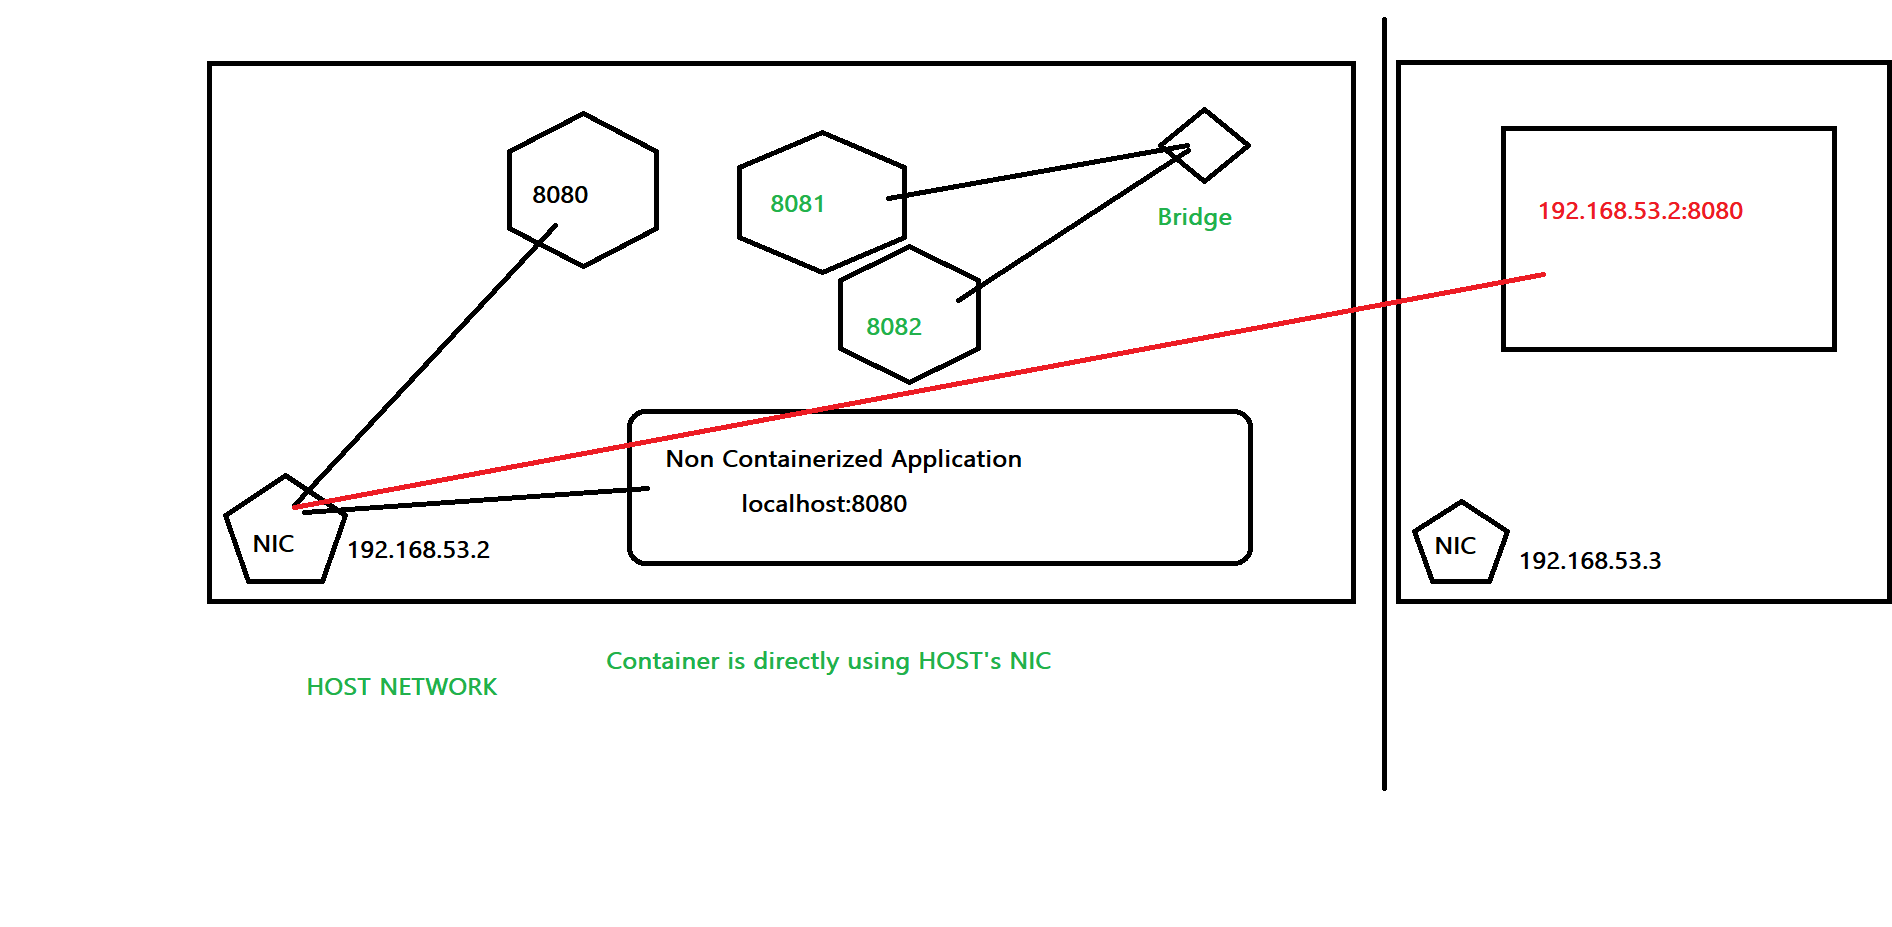 8080
8081
8082
Bridge
192.168.53.2:8080
Non Containerized Application
localhost:8080
NIC
192.168.53.2
NIC
192.168.53.3
Container is directly using HOST's NIC
HOST NETWORK